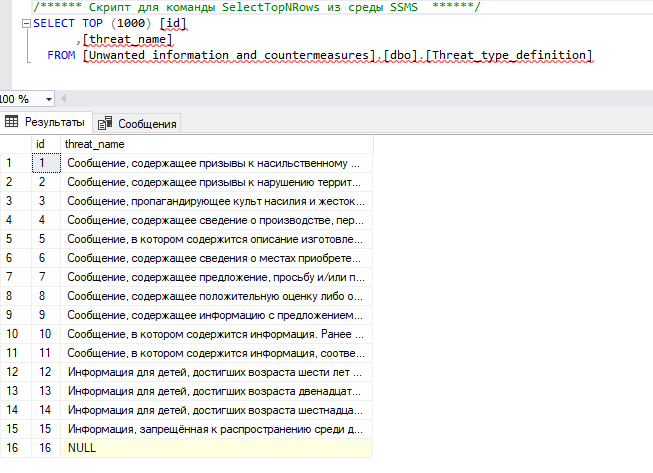 /****** Скрипт для команды SelectTopNRows из среды SSMS ******/
SELECT TOP (1000) [id]
,[threat_name]
FROM [Unwanted information and countermeasures].[dbo].[Threat_type_definition]
100 %
Результаты Сообщения
id threat_name
1 1 Сообщение, содержащее призывы к насильственному ...
2 2 Сообщение, содержащее призывы к нарушению террит...
3 3 Сообщение, пропагандирующее культ насилия и жесток...
4 4 Сообщение, содержащее сведение о производстве, пер...
5 5 Сообщение, в котором содержится описание изготовле...
6 6 Сообщение, содержащее сведения о местах приобрете...
7 7 Сообщение, содержащее предложение, просьбу и/или п...
8 8 Сообщение, содержащее положительную оценку либо о...
9 9 Сообщение, содержащее информацию с предложением...
10 10 Сообщение, в котором содержится информация. Ранее ...
11 11 Сообщение, в котором содержится информация, соотве...
12 12 Информация для детей, достигших возраста шести лет ...
13 13 Информация для детей, достигших возраста двенадцат...
14 14 Информация для детей, достигших возраста шестнадца...
15 15 Информация, запрещённая к распространению среди д...
16 16 NULL